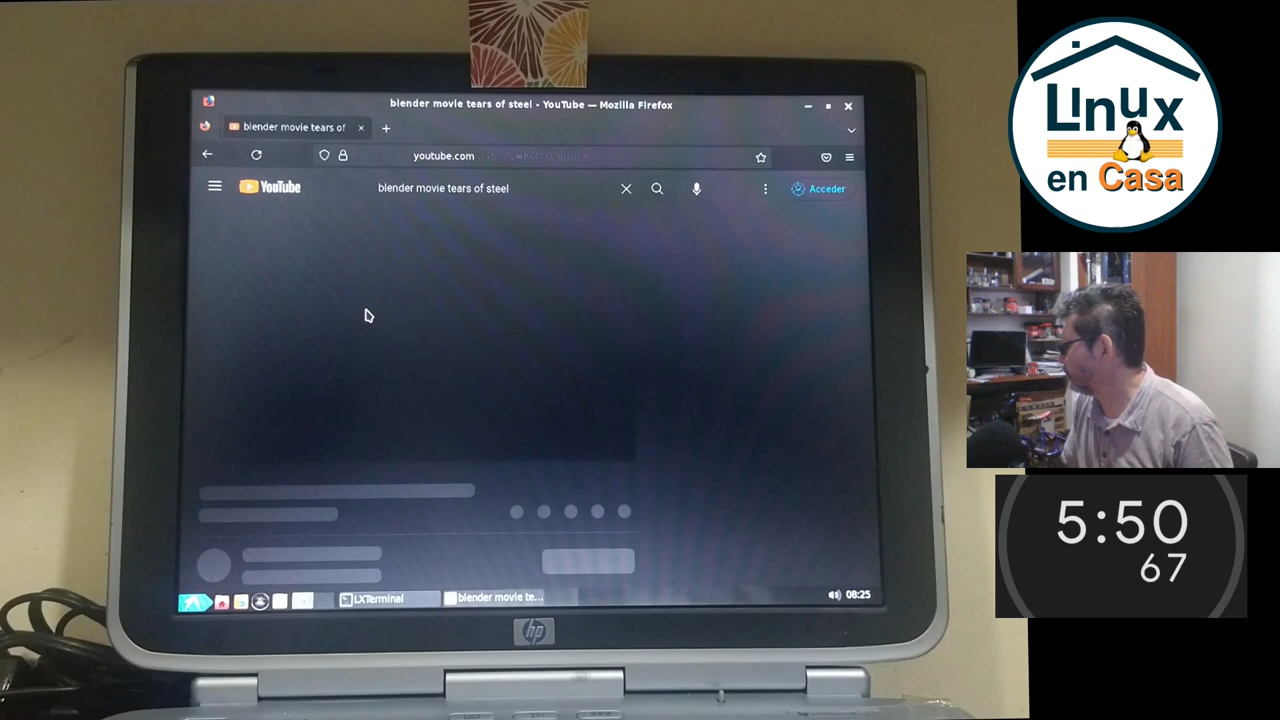 blender movie tears of steel - YouTube — Mozilla Firefox
blender movie tears of
youtube.com
YouTube
blender movie tears of steel
Acceder
LXTerminal
blender movie te...
08:25
hp
Linux
en Casa
5:50
67